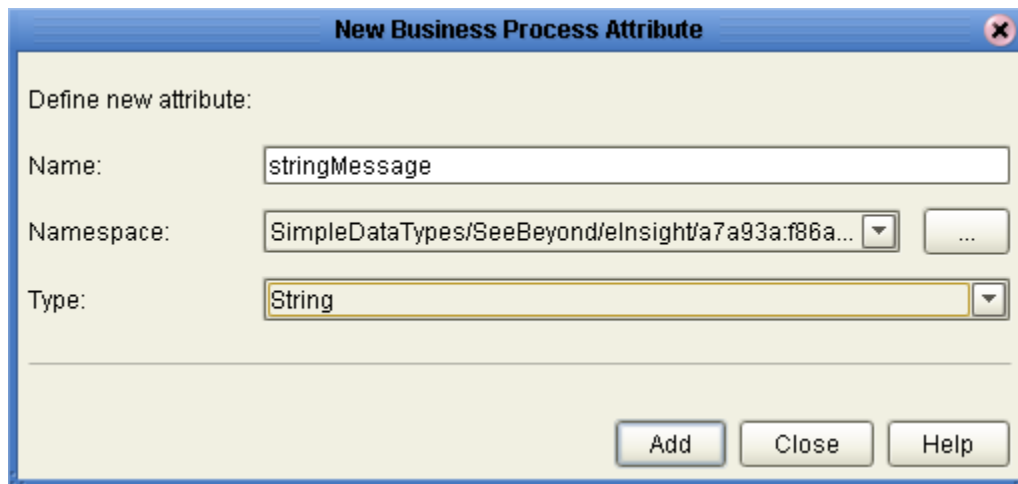 New Business Process Attribute
Define new attribute:
Name: stringMessage
Namespace: SimpleDataTypes/SeeBeyond/eInsight/a7a93a:f86a... ...
Type: String
Add Close Help